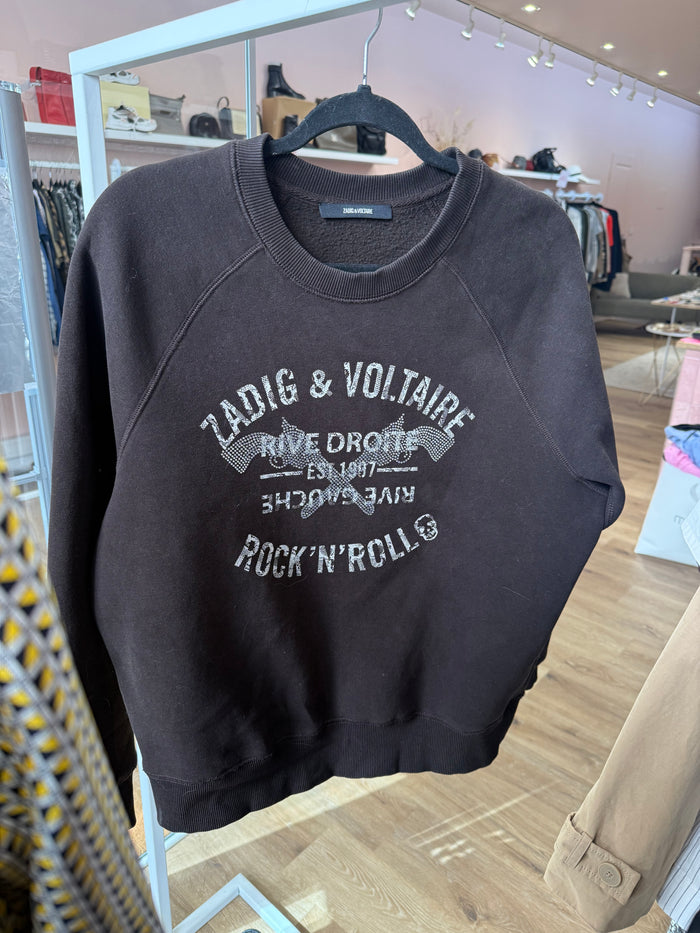 ZADIG&VOLTAIRE
ZADIG & VOLTAIRE
RIVE DROITE
EST 1997
RIVE GAUCHE
ROCK'N'ROLL